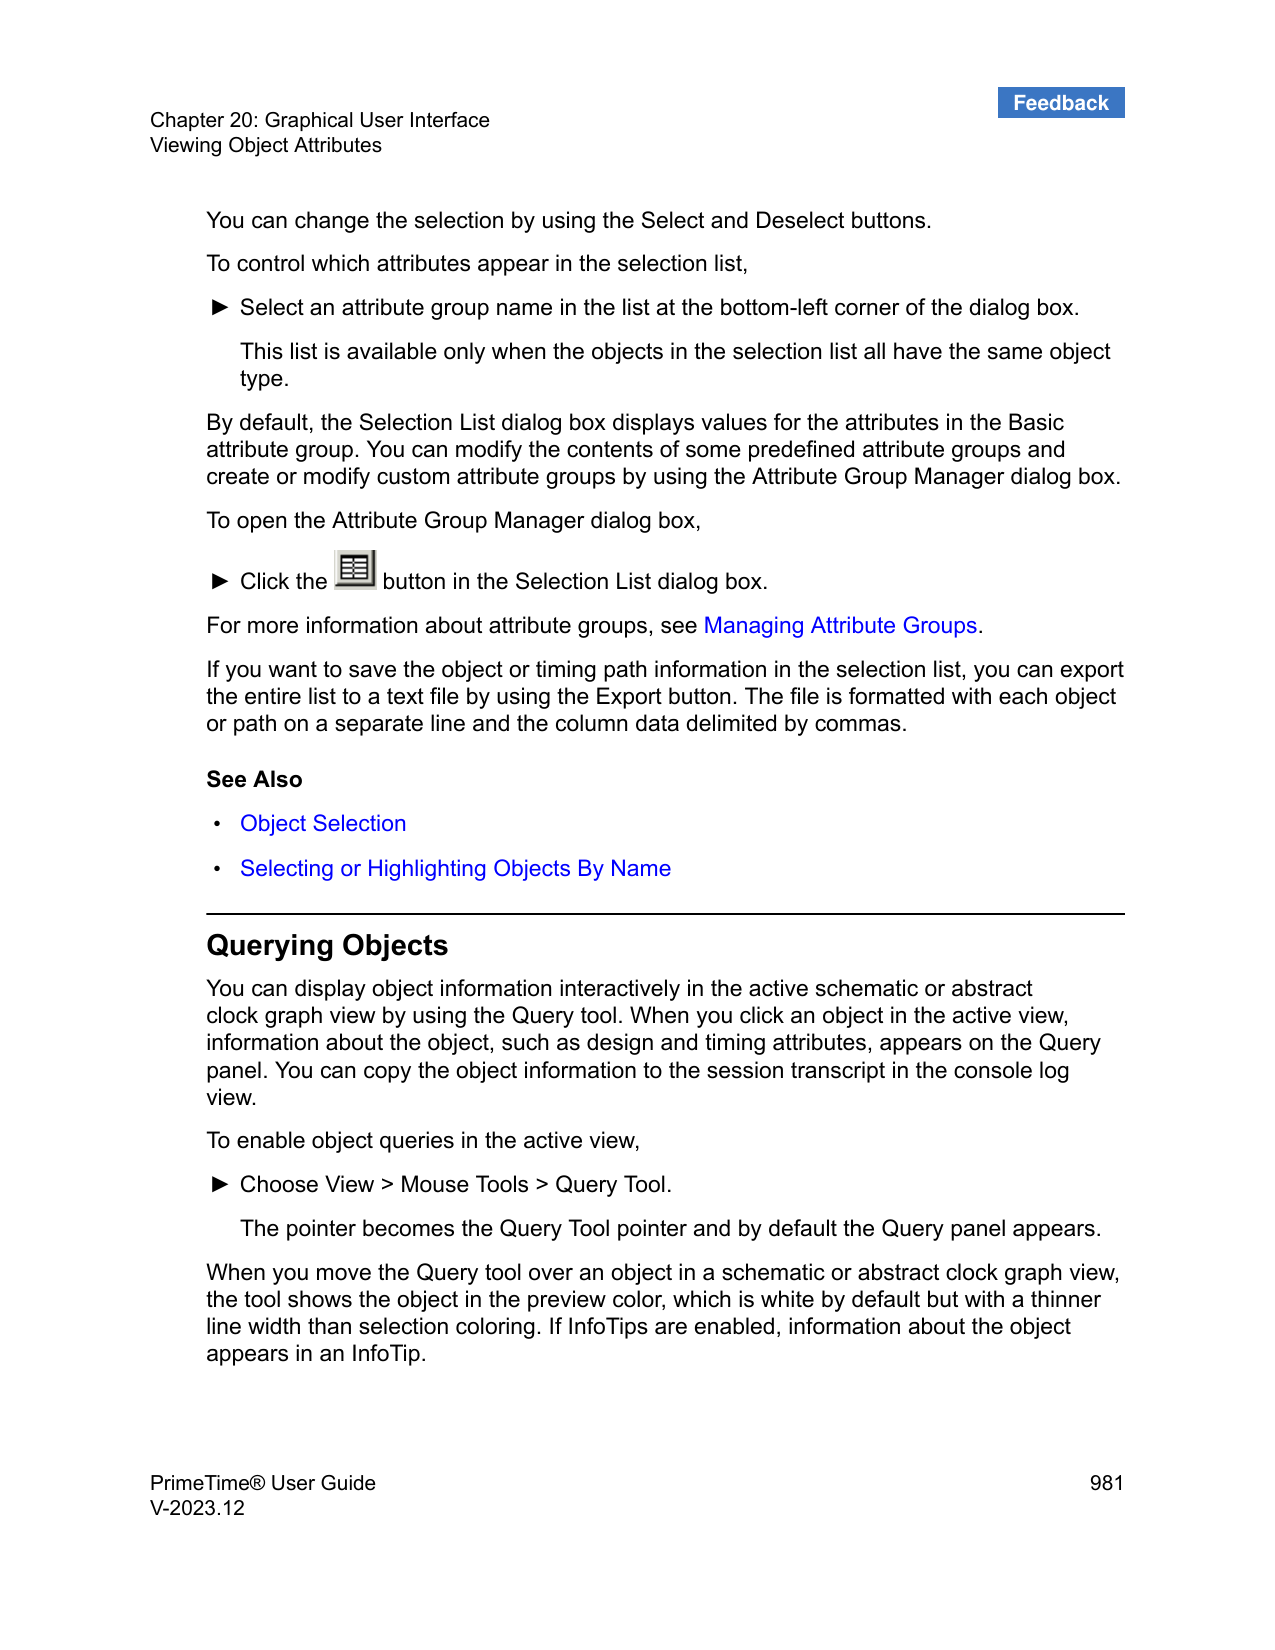 Feedback
Chapter 20: Graphical User Interface
Viewing Object Attributes
You can change the selection by using the Select and Deselect buttons.
To control which attributes appear in the selection list,
► Select an attribute group name in the list at the bottom-left corner of the dialog box.
This list is available only when the objects in the selection list all have the same object
type.
By default, the Selection List dialog box displays values for the attributes in the Basic
attribute group. You can modify the contents of some predefined attribute groups and
create or modify custom attribute groups by using the Attribute Group Manager dialog box.
To open the Attribute Group Manager dialog box,
► Click the button in the Selection List dialog box.
For more information about attribute groups, see Managing Attribute Groups.
If you want to save the object or timing path information in the selection list, you can export
the entire list to a text file by using the Export button. The file is formatted with each object
or path on a separate line and the column data delimited by commas.
See Also
• Object Selection
• Selecting or Highlighting Objects By Name
Querying Objects
You can display object information interactively in the active schematic or abstract
clock graph view by using the Query tool. When you click an object in the active view,
information about the object, such as design and timing attributes, appears on the Query
panel. You can copy the object information to the session transcript in the console log
view.
To enable object queries in the active view,
► Choose View > Mouse Tools > Query Tool.
The pointer becomes the Query Tool pointer and by default the Query panel appears.
When you move the Query tool over an object in a schematic or abstract clock graph view,
the tool shows the object in the preview color, which is white by default but with a thinner
line width than selection coloring. If InfoTips are enabled, information about the object
appears in an InfoTip.
PrimeTime® User Guide 981
V-2023.12